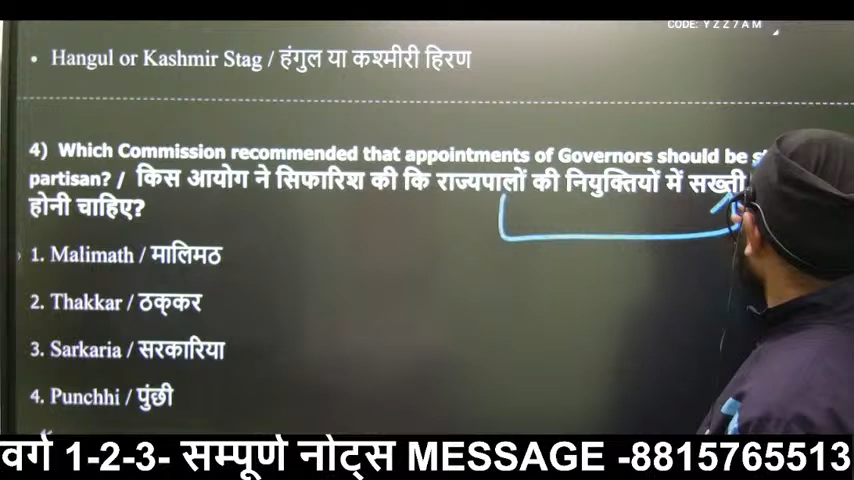 CODE: Y Z Z 7 A M
• Hangul or Kashmir Stag / हंगुल या कश्मीरी हिरण
4) Which Commission recommended that appointments of Governors should be
partisan? / किस आयोग ने सिफारिश की कि राज्यपालों की नियुक्तियों में सख्ती
होनी चाहिए?
1. Malimath / मालिमठ
2. Thakkar / ठक्कर
3. Sarkaria / सरकारिया
4. Punchhi / पुंछी
वर्ग 1-2-3- सम्पूर्ण नोट्स MESSAGE -8815765513